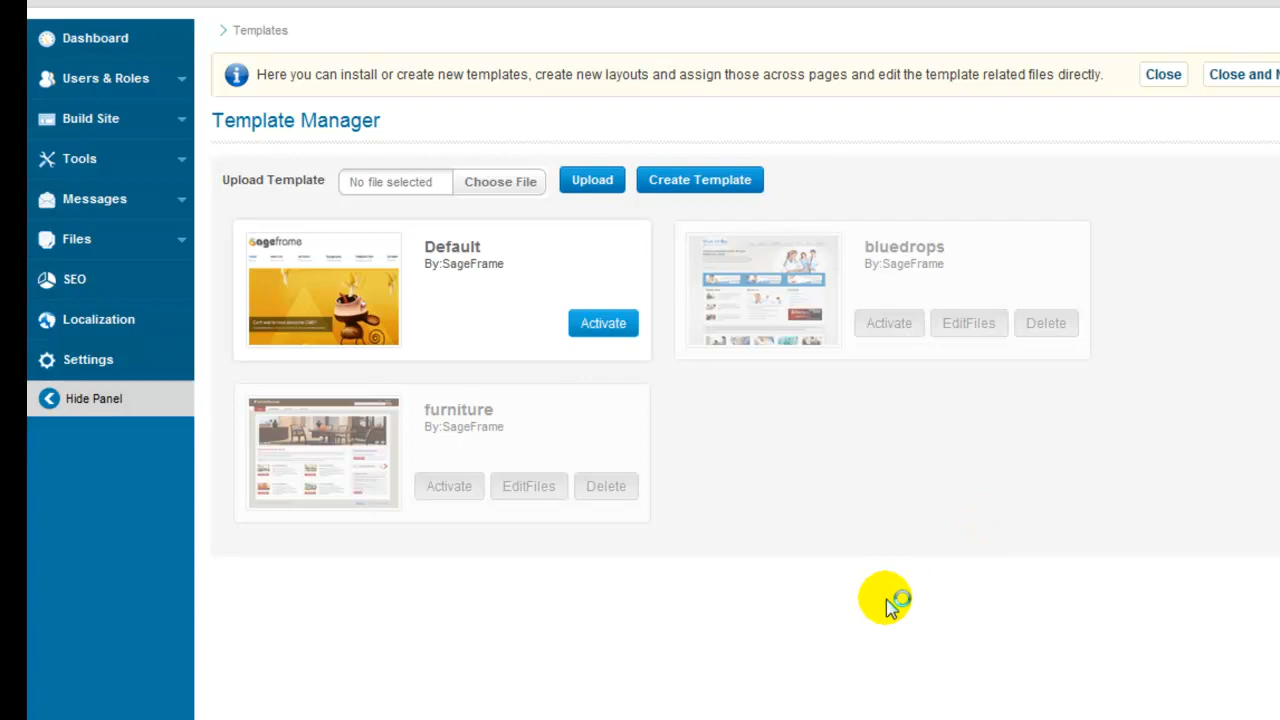 Templates
Here you can install or create new templates, create new layouts and assign those across pages and edit the template related files directly.
Close
Close and
Dashboard
Users & Roles
Build Site
Tools
Messages
Files
SEO
Localization
Settings
Hide Panel
Template Manager
Upload Template
No file selected
Choose File
Upload
Create Template
sageframe
Default
By:SageFrame
Activate
bluedrops
By:SageFrame
Activate
EditFiles
Delete
furniture
By:SageFrame
Activate
EditFiles
Delete